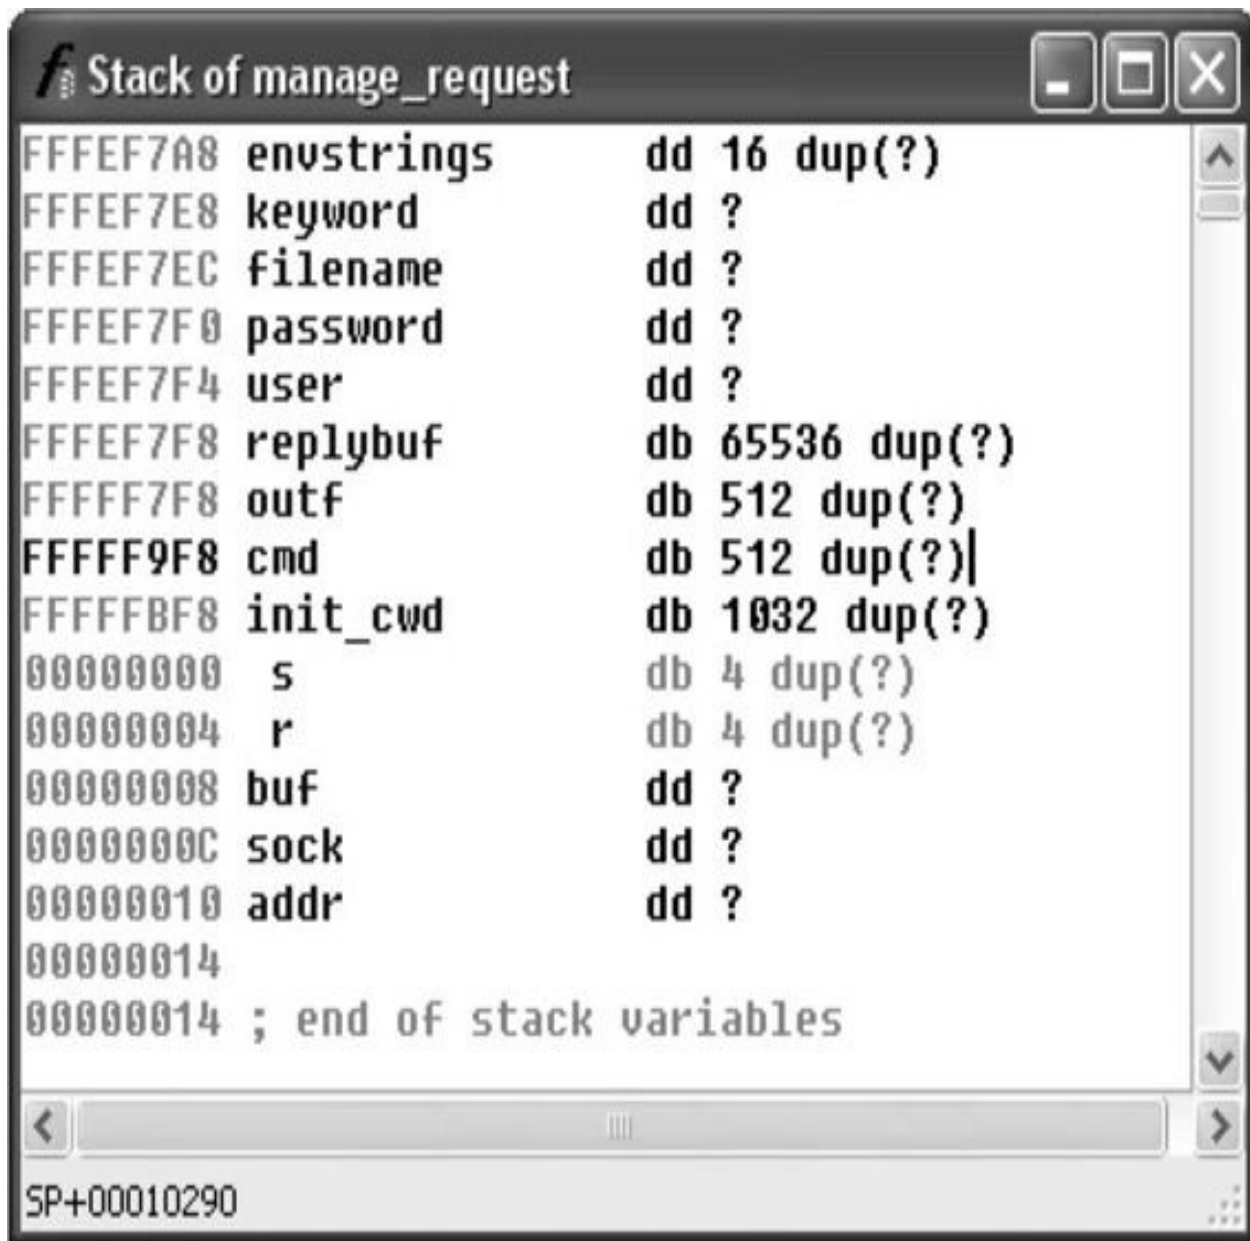 Stack of manage_request
FFFEF7A8 envstrings dd 16 dup(?)
FFFEF7E8 keyword dd ?
FFFEF7EC filename dd ?
FFFEF7F0 password dd ?
FFFEF7F4 user dd ?
FFFEF7F8 replybuf db 65536 dup(?)
FFFFF7F8 outf db 512 dup(?)
FFFFF9F8 cmd db 512 dup(?)
FFFFFBF8 init_cwd db 1032 dup(?)
00000000 s db 4 dup(?)
00000004 r db 4 dup(?)
00000008 buf dd ?
0000000C sock dd ?
00000010 addr dd ?
00000014
00000014 ; end of stack variables
SP+00010290